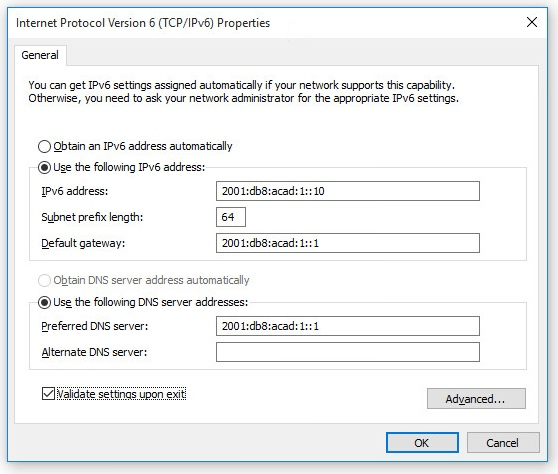 Internet Protocol Version 6 (TCP/IPv6) Properties
General
You can get IPv6 settings assigned automatically if your network supports this capability.
Otherwise, you need to ask your network administrator for the appropriate IPv6 settings.
Obtain an IPv6 address automatically
Use the following IPv6 address:
IPv6 address: 2001:db8:acad:1::10
Subnet prefix length: 64
Default gateway: 2001:db8:acad:1::1
Obtain DNS server address automatically
Use the following DNS server addresses:
Preferred DNS server: 2001:db8:acad:1::1
Alternate DNS server:
Validate settings upon exit
Advanced...
OK Cancel